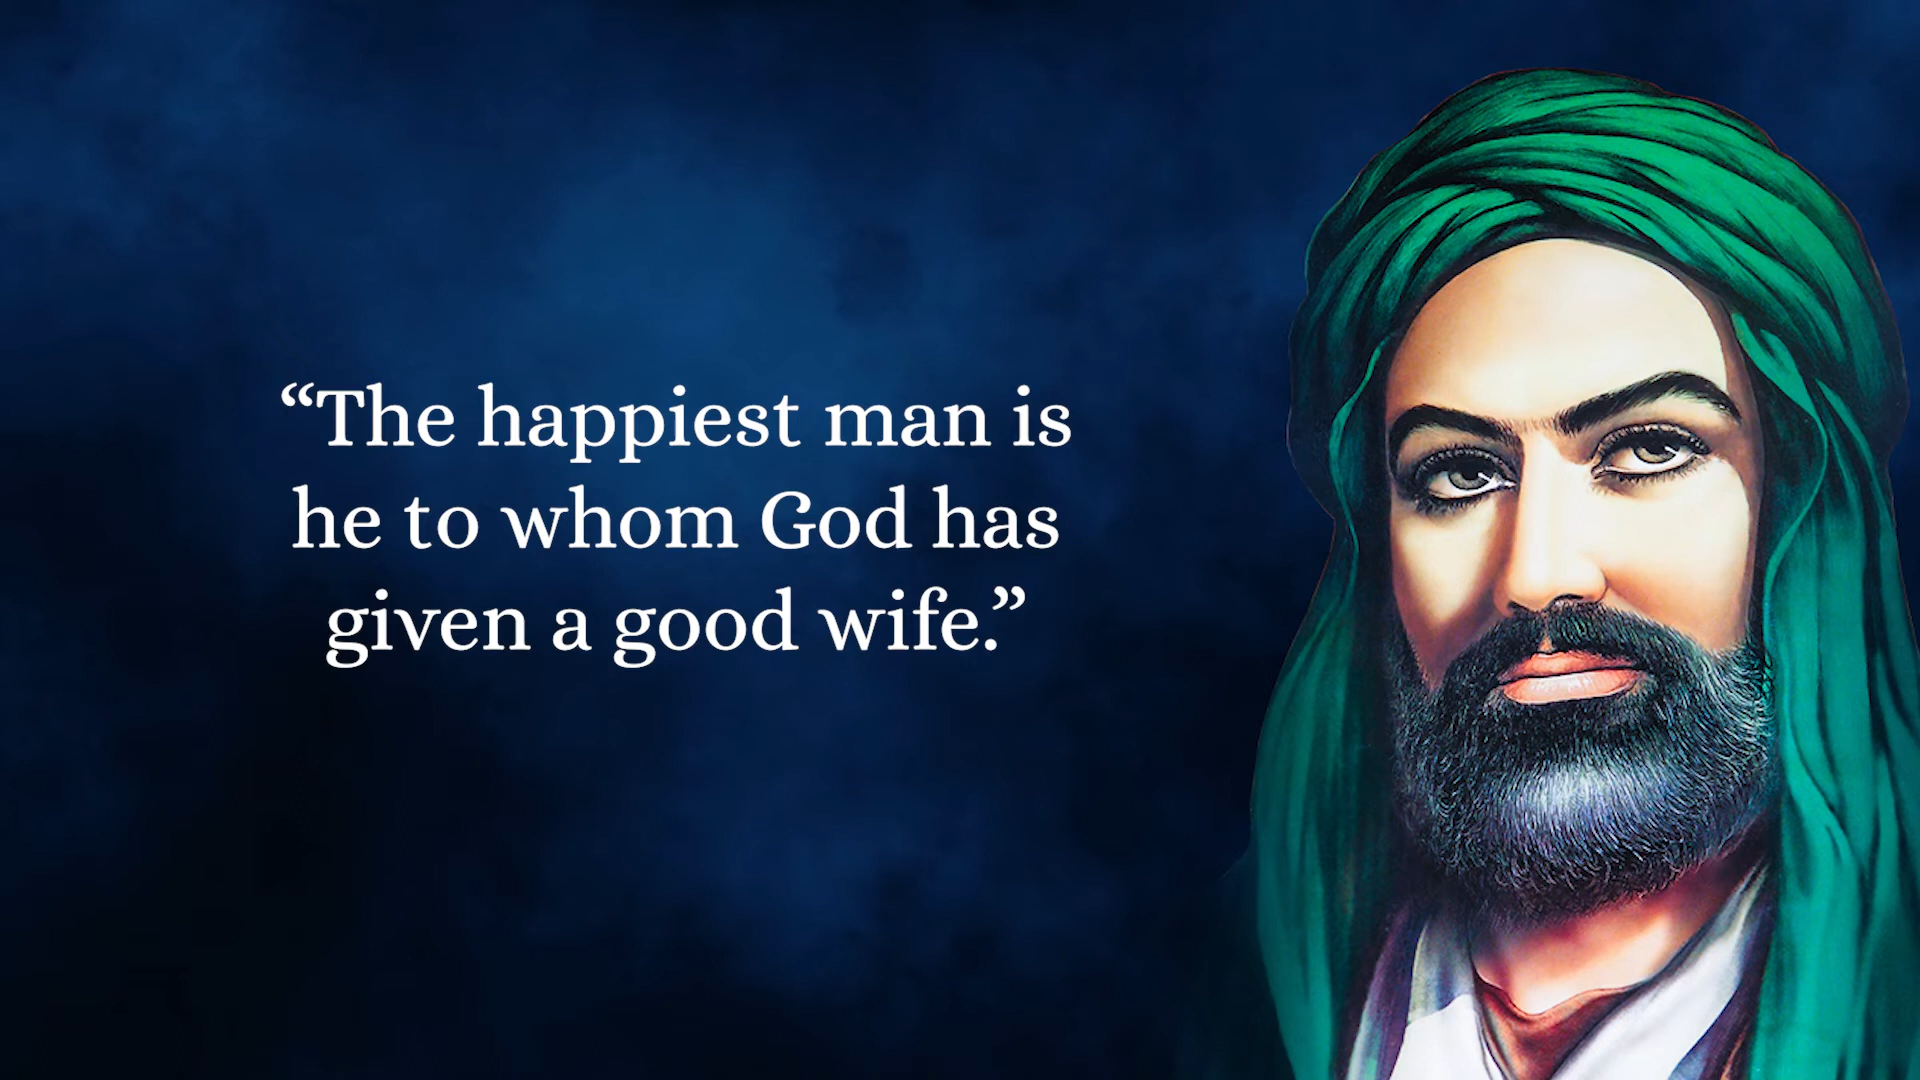 “The happiest man is
he to whom God has
given a good wife.”